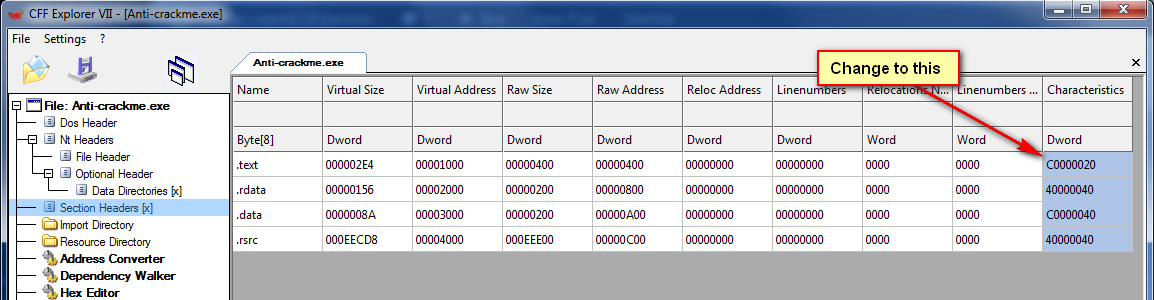 CFF Explorer VII - [Anti-crackme.exe]
File Settings ?
Anti-crackme.exe
Change to this
File: Anti-crackme.exe
Dos Header
Nt Headers
File Header
Optional Header
Data Directories [x]
Section Headers [x]
Import Directory
Resource Directory
Address Converter
Dependency Walker
Hex Editor
Name Virtual Size Virtual Address Raw Size Raw Address Reloc Address Linenumbers Relocations N... Linenumbers ... Characteristics
Byte[8] Dword Dword Dword Dword Dword Dword Word Word Dword
.text 000002E4 00001000 00000400 00000400 00000000 00000000 0000 0000 C0000020
.rdata 00000156 00002000 00000200 00000800 00000000 00000000 0000 0000 40000040
.data 0000008A 00003000 00000200 00000A00 00000000 00000000 0000 0000 C0000040
.rsrc 000EECD8 00004000 000EEE00 00000C00 00000000 00000000 0000 0000 40000040